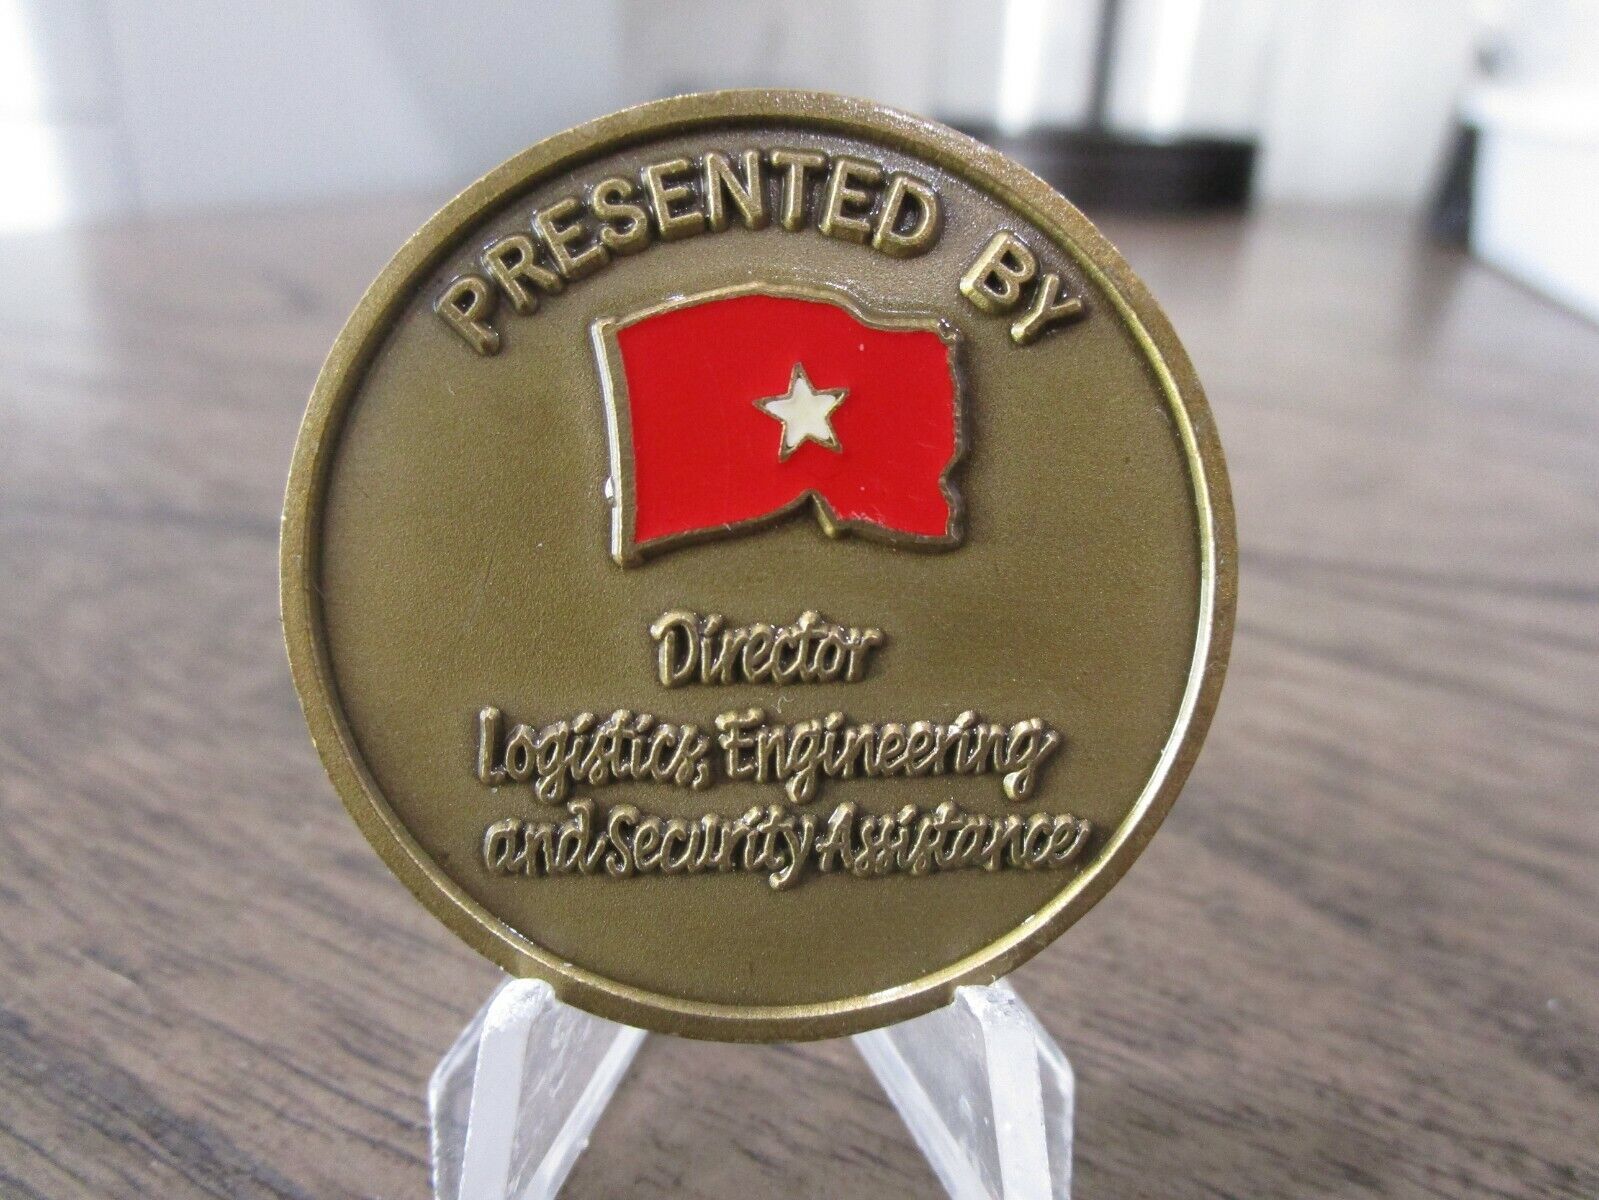 PRESENTED BY
Director
Logistics, Engineering
and Security Assistance